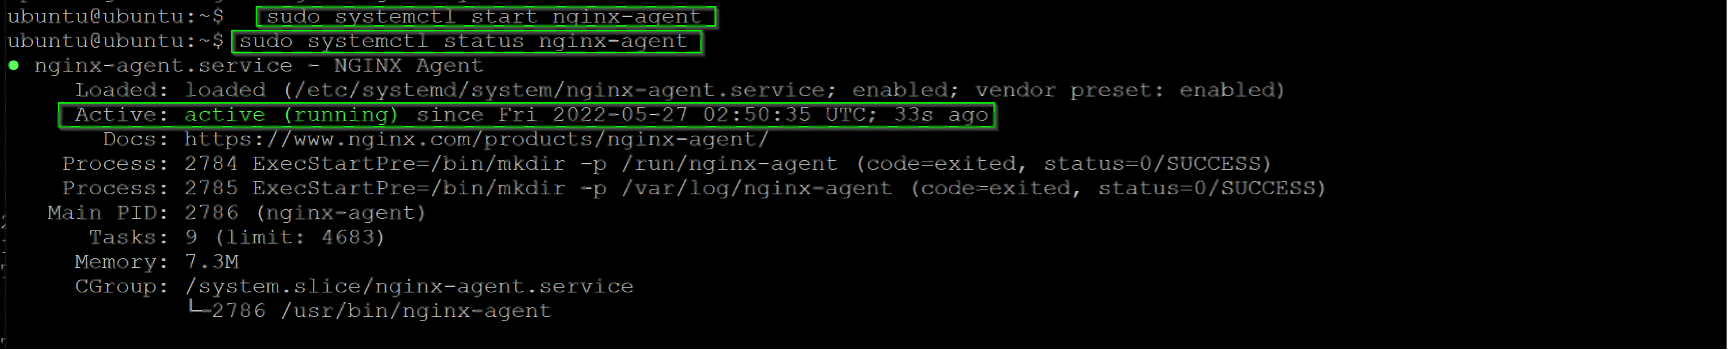 ubuntu@ubuntu:~$ sudo systemctl start nginx-agent
ubuntu@ubuntu:~$ sudo systemctl status nginx-agent
● nginx-agent.service - NGINX Agent
Loaded: loaded (/etc/systemd/system/nginx-agent.service; enabled; vendor preset: enabled)
Active: active (running) since Fri 2022-05-27 02:50:35 UTC; 33s ago
Docs: https://www.nginx.com/products/nginx-agent/
Process: 2784 ExecStartPre=/bin/mkdir -p /run/nginx-agent (code=exited, status=0/SUCCESS)
Process: 2785 ExecStartPre=/bin/mkdir -p /var/log/nginx-agent (code=exited, status=0/SUCCESS)
Main PID: 2786 (nginx-agent)
Tasks: 9 (limit: 4683)
Memory: 7.3M
CGroup: /system.slice/nginx-agent.service
└─2786 /usr/bin/nginx-agent